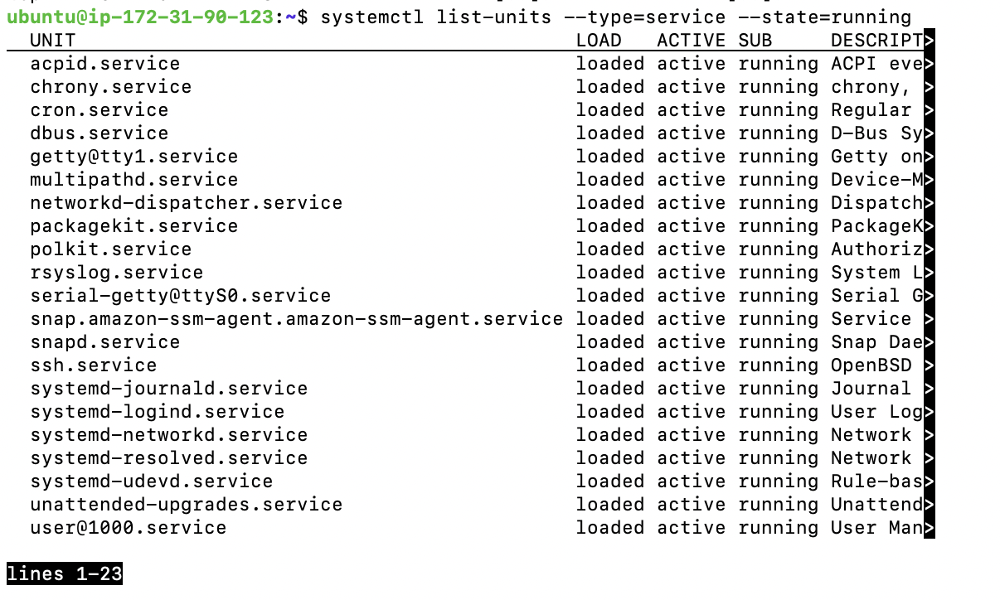 ubuntu@ip-172-31-90-123:~$ systemctl list-units --type=service --state=running
  UNIT                                           LOAD   ACTIVE SUB     DESCRIPT>
  acpid.service                                  loaded active running ACPI eve>
  chrony.service                                 loaded active running chrony, >
  cron.service                                   loaded active running Regular >
  dbus.service                                   loaded active running D-Bus Sy>
  getty@tty1.service                             loaded active running Getty on>
  multipathd.service                             loaded active running Device-M>
  networkd-dispatcher.service                    loaded active running Dispatch>
  packagekit.service                             loaded active running PackageK>
  polkit.service                                 loaded active running Authoriz>
  rsyslog.service                                loaded active running System L>
  serial-getty@ttyS0.service                     loaded active running Serial G>
  snap.amazon-ssm-agent.amazon-ssm-agent.service loaded active running Service >
  snapd.service                                  loaded active running Snap Dae>
  ssh.service                                    loaded active running OpenBSD >
  systemd-journald.service                       loaded active running Journal >
  systemd-logind.service                         loaded active running User Log>
  systemd-networkd.service                       loaded active running Network >
  systemd-resolved.service                       loaded active running Network >
  systemd-udevd.service                          loaded active running Rule-bas>
  unattended-upgrades.service                    loaded active running Unattend>
  user@1000.service                              loaded active running User Man>
lines 1-23